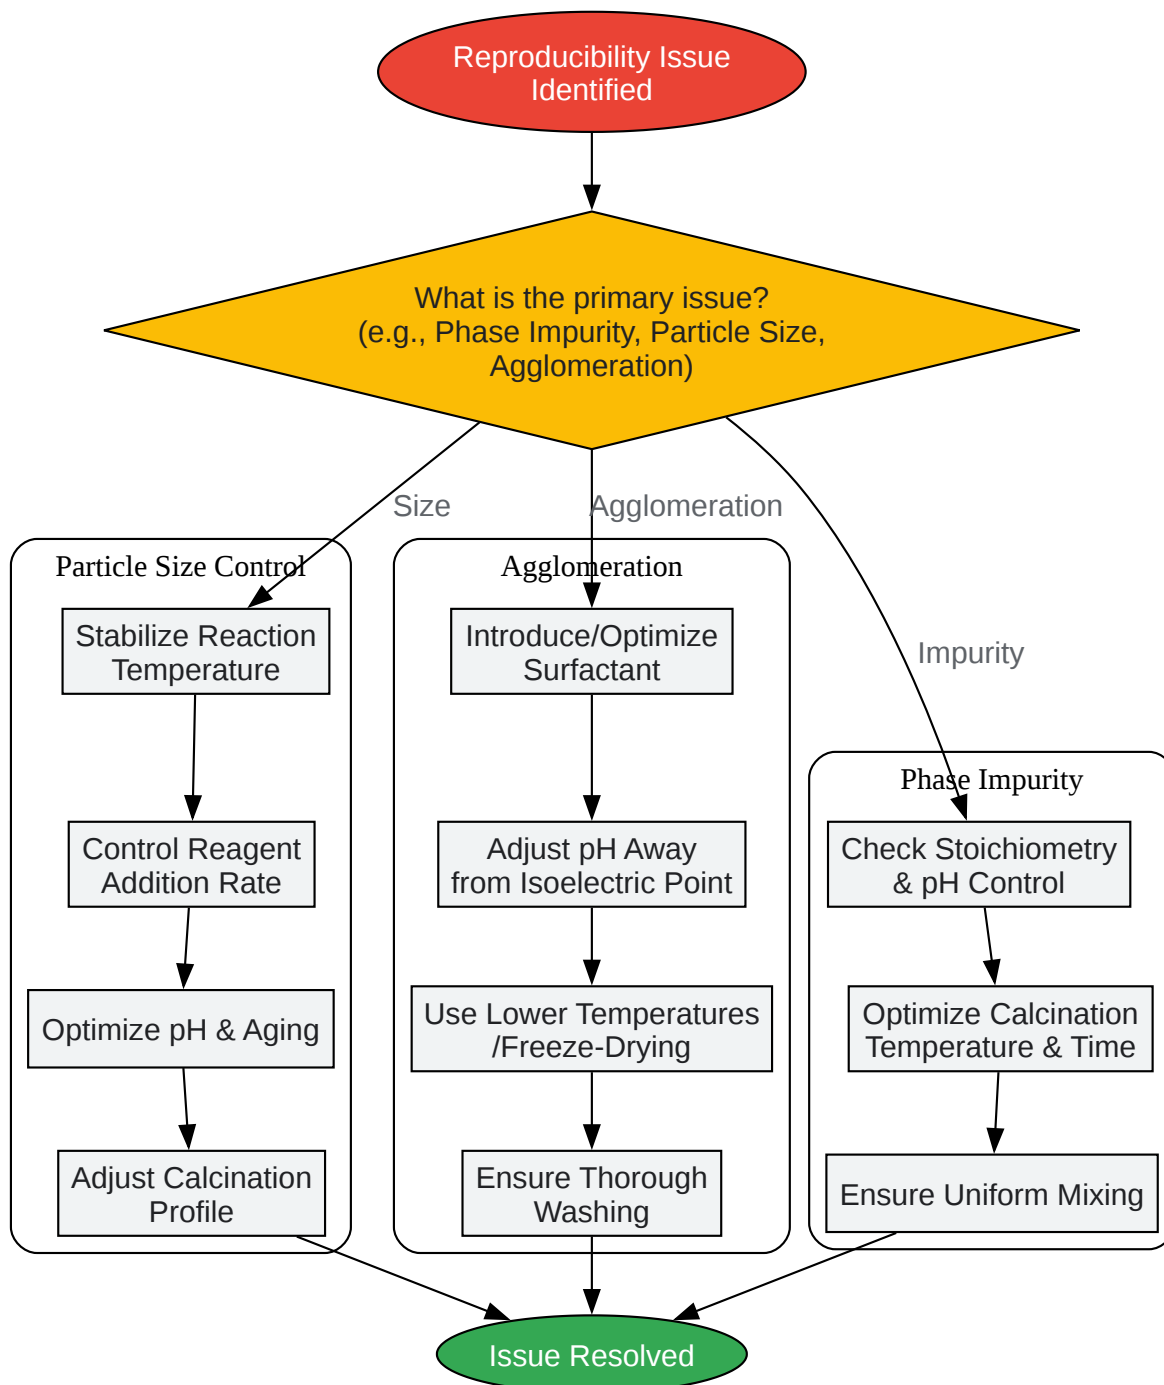 Reproducibility Issue
Identified
What is the primary issue?
(e.g., Phase Impurity, Particle Size,
Agglomeration)
Size
Agglomeration
Impurity
Particle Size Control
Stabilize Reaction
Temperature
Control Reagent
Addition Rate
Optimize pH & Aging
Adjust Calcination
Profile
Agglomeration
Introduce/Optimize
Surfactant
Adjust pH Away
from Isoelectric Point
Use Lower Temperatures
/Freeze-Drying
Ensure Thorough
Washing
Phase Impurity
Check Stoichiometry
& pH Control
Optimize Calcination
Temperature & Time
Ensure Uniform Mixing
Issue Resolved